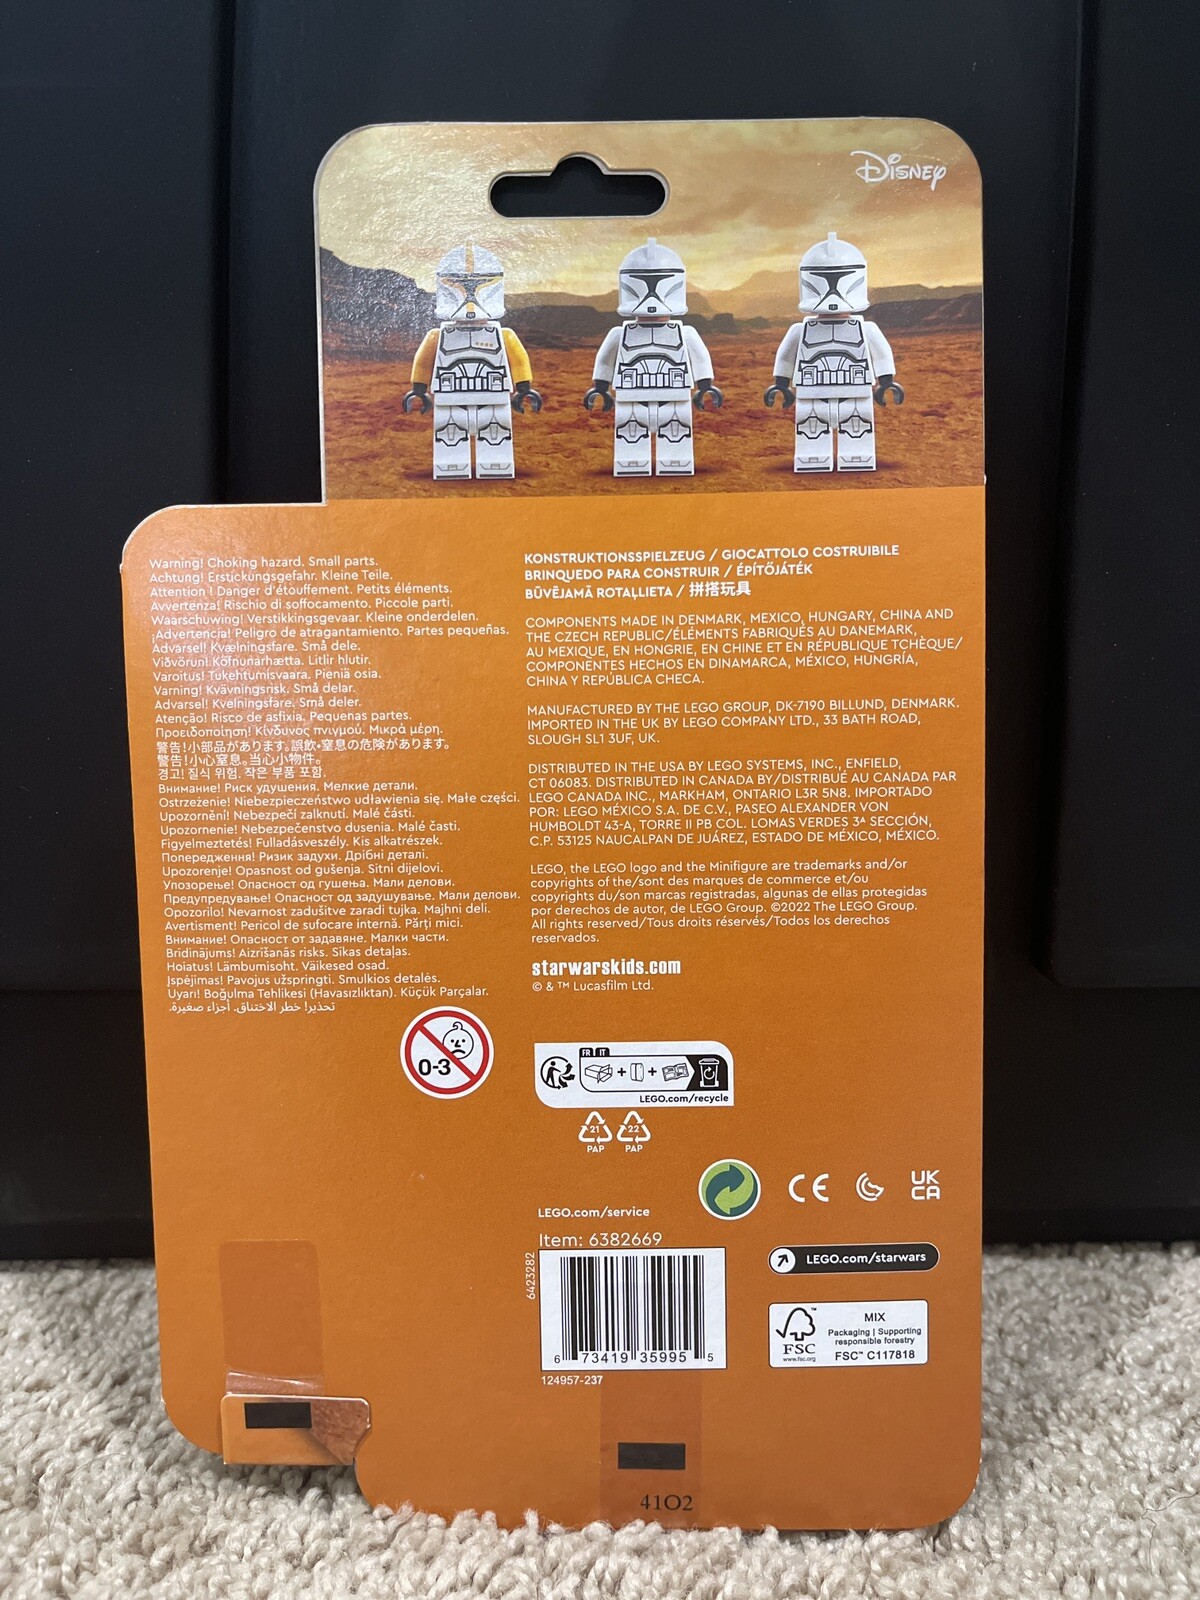 Disney
Warning! Choking hazard. Small parts.
Achtung! Erstickungsgefahr. Kleine Teile.
Attention ! Danger d'étouffement. Petits éléments.
Avvertenza! Rischio di soffocamento. Piccole parti.
Waarschuwing! Verstikkingsgevaar. Kleine onderdelen.
¡Advertencia! Peligro de atragantamiento. Partes pequeñas.
Advarsel! Kvælningsfare. Små dele.
Viðvörun! Köfnunarhætta. Litlir hlutir.
Varoitus! Tukehtumisvaara. Pieniä osia.
Varning! Kvävningsrisk. Små delar.
Advarsel! Kvelningsfare. Små deler.
Atenção! Risco de asfixia. Pequenas partes.
Προειδοποίηση! Κίνδυνος πνιγμού. Μικρά μέρη.
警告!小部品があります。誤飲・窒息の危険があります。
警告!小心窒息。当心小物件。
경고! 질식 위험. 작은 부품 포함.
Внимание! Риск удушения. Мелкие детали.
Ostrzeżenie! Niebezpieczeństwo udławienia się. Małe części.
Upozornění! Nebezpečí zalknutí. Malé části.
Upozornenie! Nebezpečenstvo dusenia. Malé časti.
Figyelmeztetés! Fulladásveszély. Kis alkatrészek.
Попередження! Ризик задухи. Дрібні деталі.
Upozorenje! Opasnost od gušenja. Sitni dijelovi.
Упозорење! Опасност од гушења. Мали делови.
Предупредување! Опасност од задушување. Мали делови.
Opozorilo! Nevarnost zadušitve zaradi tujka. Majhni deli.
Avertisment! Pericol de sufocare internă. Părți mici.
Внимание! Опасност от задавяне. Малки части.
Brīdinājums! Aizrīšanās risks. Sīkas detaļas.
Hoiatus! Lämbumisoht. Väikesed osad.
Įspėjimas! Pavojus užspringti. Smulkios detalės.
Uyarı! Boğulma Tehlikesi (Havasızlıktan). Küçük Parçalar.
تحذير! خطر الاختناق. أجزاء صغيرة.
0-3
KONSTRUKTIONSSPIELZEUG / GIOCATTOLO COSTRUIBILE
BRINQUEDO PARA CONSTRUIR / ÉPÍTŐJÁTÉK
BŪVĒJAMĀ ROTAĻLIETA / 拼搭玩具
COMPONENTS MADE IN DENMARK, MEXICO, HUNGARY, CHINA AND
THE CZECH REPUBLIC/ÉLÉMENTS FABRIQUÉS AU DANEMARK,
AU MEXIQUE, EN HONGRIE, EN CHINE ET EN RÉPUBLIQUE TCHÈQUE/
COMPONENTES HECHOS EN DINAMARCA, MÉXICO, HUNGRÍA,
CHINA Y REPÚBLICA CHECA.
MANUFACTURED BY THE LEGO GROUP, DK-7190 BILLUND, DENMARK.
IMPORTED IN THE UK BY LEGO COMPANY LTD., 33 BATH ROAD,
SLOUGH SL1 3UF, UK.
DISTRIBUTED IN THE USA BY LEGO SYSTEMS, INC., ENFIELD,
CT 06083. DISTRIBUTED IN CANADA BY/DISTRIBUÉ AU CANADA PAR
LEGO CANADA INC., MARKHAM, ONTARIO L3R 5N8. IMPORTADO
POR: LEGO MÉXICO S.A. DE C.V., PASEO ALEXANDER VON
HUMBOLDT 43-A, TORRE II PB COL. LOMAS VERDES 3ᴬ SECCIÓN,
C.P. 53125 NAUCALPAN DE JUÁREZ, ESTADO DE MÉXICO, MÉXICO.
LEGO, the LEGO logo and the Minifigure are trademarks and/or
copyrights of the/sont des marques de commerce et/ou
copyrights du/son marcas registradas, algunas de ellas protegidas
por derechos de autor, de LEGO Group. ©2022 The LEGO Group.
All rights reserved/Tous droits réservés/Todos los derechos
reservados.
starwarskids.com
© & ™ Lucasfilm Ltd.
FR IT
LEGO.com/recycle
21 22
PAP PAP
CE UK
CA
LEGO.com/service
Item: 6382669
6423282
6 73419 35995 5
124957-237
LEGO.com/starwars
FSC™
www.fsc.org
MIX
Packaging | Supporting
responsible forestry
FSC™ C117818
41O2